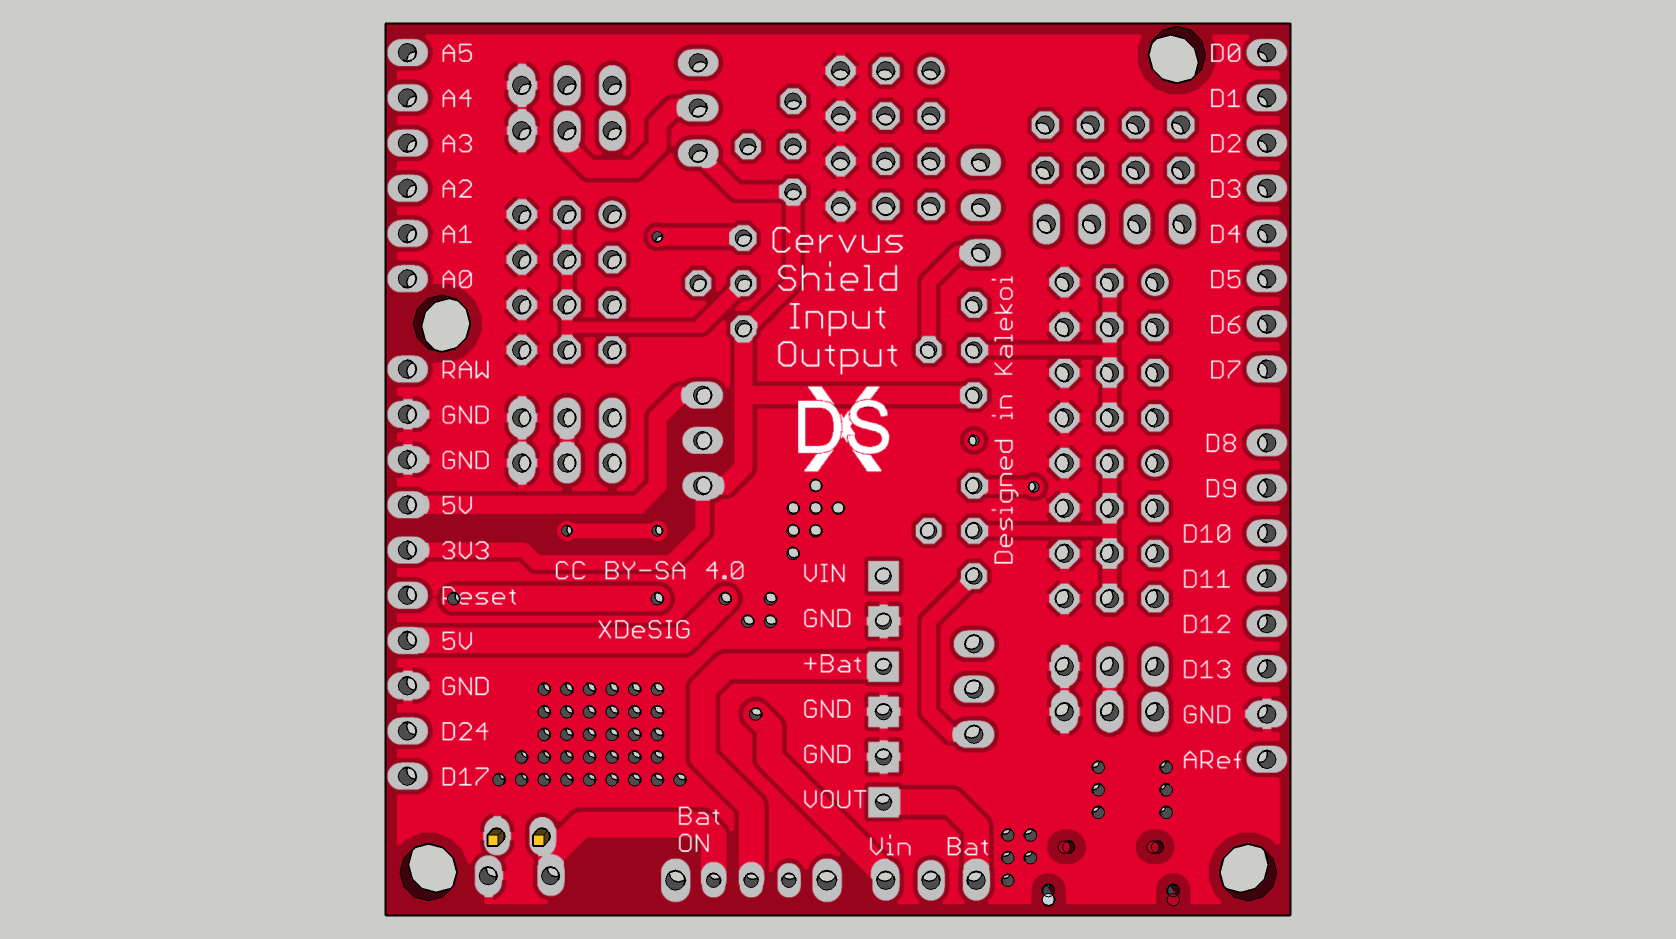 A5
A4
A3
A2
A1
A0
RAW
GND
GND
5V
3V3
Reset
5V
GND
D24
D17
Cervus
Shield
Input
Output
DS
Designed in Kalekoi
CC BY-SA 4.0
XDeSIG
VIN
GND
+Bat
GND
GND
VOUT
Bat
ON
Vin
Bat
D0
D1
D2
D3
D4
D5
D6
D7
D8
D9
D10
D11
D12
D13
GND
ARef